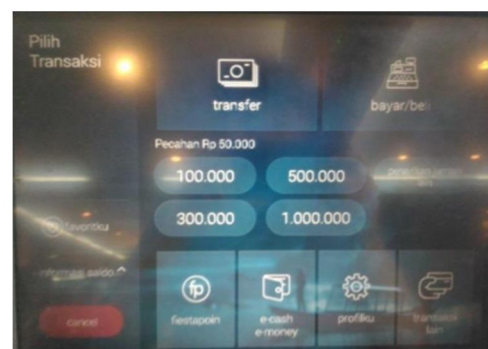 Pilih
Transaksi
transfer
bayar/beli
Pecahan Rp 50.000
100.000
500.000
300.000
1.000.000
favoritku
informasi saldo
cancel
fp
fiestapoin
e-cash
e-money
profilku
transaksi
lain